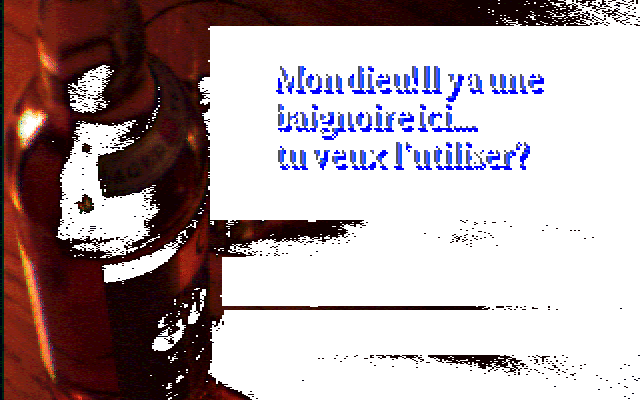 Mon dieu! Il y a une
baignoire ici...
tu veux l'utiliser?